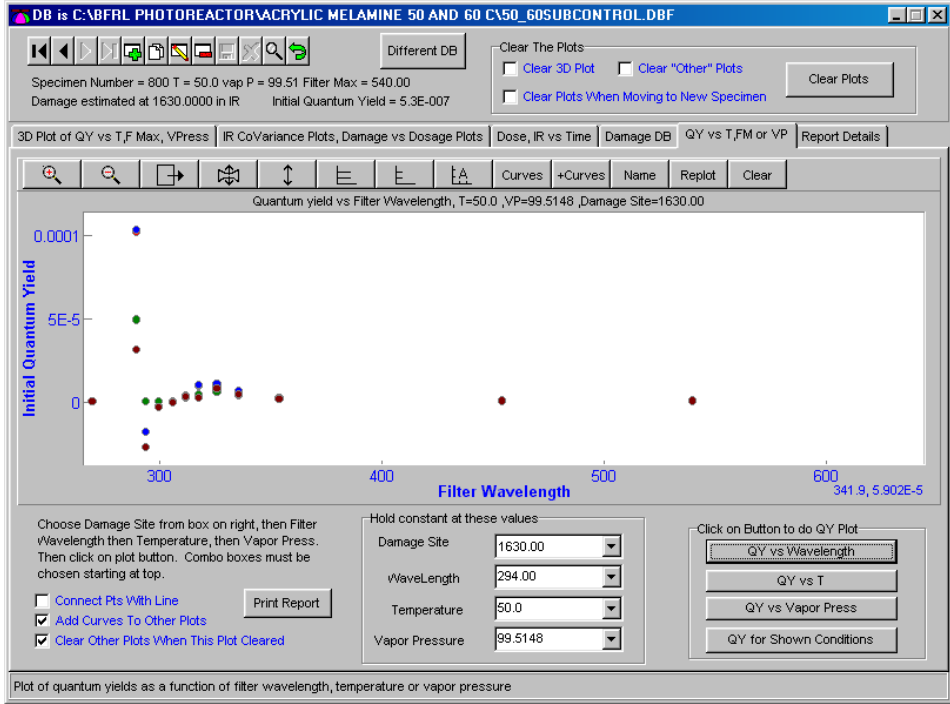 DB is C:\BFRL PHOTOREACTOR\ACRYLIC MELAMINE 50 AND 60 C\50_60SUBCONTROL.DBF
Different DB
Clear The Plots
Clear 3D Plot
Clear "Other" Plots
Clear Plots When Moving to New Specimen
Clear Plots
Specimen Number = 800 T = 50.0 vap P = 99.51 Filter Max = 540.00
Damage estimated at 1630.0000 in IR Initial Quantum Yield = 5.3E-007
3D Plot of QY vs T,F Max, VPress
IR CoVariance Plots, Damage vs Dosage Plots
Dose, IR vs Time
Damage DB
QY vs T,FM or VP
Report Details
Curves
+Curves
Name
Replot
Clear
Quantum yield vs Filter Wavelength, T=50.0 ,VP=99.5148 ,Damage Site=1630.00
Initial Quantum Yield
0.0001
5E-5
0
300
400
500
600
Filter Wavelength
341.9, 5.902E-5
Choose Damage Site from box on right, then Filter
Wavelength then Temperature, then Vapor Press.
Then click on plot button. Combo boxes must be
chosen starting at top.
Connect Pts With Line
Add Curves To Other Plots
Clear Other Plots When This Plot Cleared
Print Report
Hold constant at these values
Damage Site
1630.00
WaveLength
294.00
Temperature
50.0
Vapor Pressure
99.5148
Click on Button to do QY Plot
QY vs Wavelength
QY vs T
QY vs Vapor Press
QY for Shown Conditions
Plot of quantum yields as a function of filter wavelength, temperature or vapor pressure